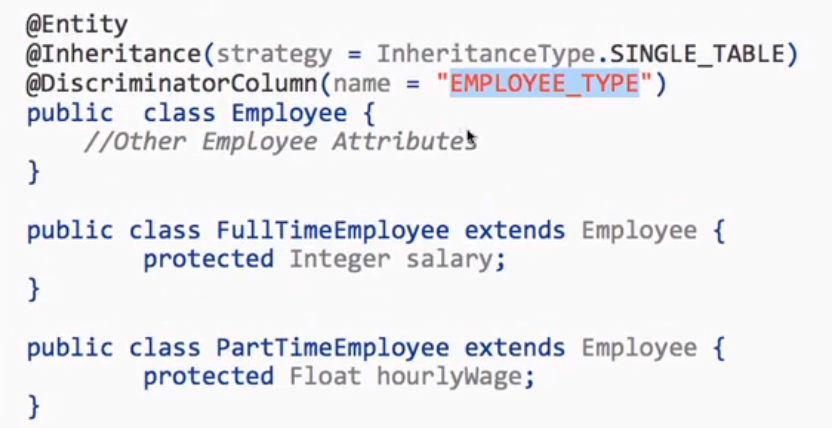 @Entity
@Inheritance(strategy = InheritanceType.SINGLE_TABLE)
@DiscriminatorColumn(name = "EMPLOYEE_TYPE")
public  class Employee {
    //Other Employee Attributes
}
public class FullTimeEmployee extends Employee {
        protected Integer salary;
}
public class PartTimeEmployee extends Employee {
        protected Float hourlyWage;
}